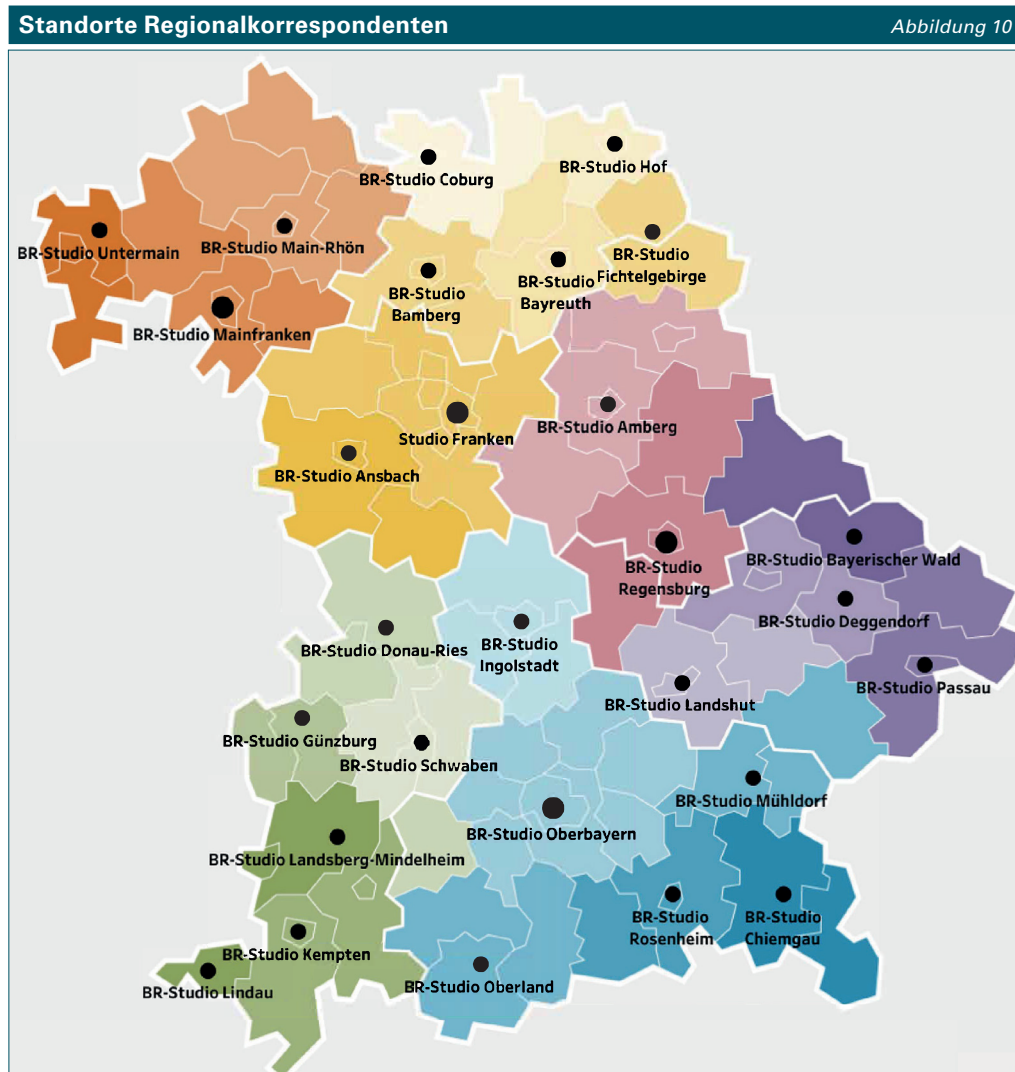 Standorte Regionalkorrespondenten
Abbildung 10
BR-Studio Hof
BR-Studio Coburg
BR-Studio Untermain
BR-Studio Main-Rhön
BR-Studio
Fichtelgebirge
BR-Studio
Bayreuth
BR-Studio
Bamberg
BR-Studio Mainfranken
BR-Studio Amberg
Studio Franken
BR-Studio Ansbach
BR-Studio Bayerischer Wald
BR-Studio
Regensburg
BR-Studio Deggendorf
BR-Studio Donau-Ries
BR-Studio
Ingolstadt
BR-Studio Passau
BR-Studio Landshut
BR-Studio Günzburg
BR-Studio Schwaben
BR-Studio Mühldorf
BR-Studio Oberbayern
BR-Studio Landsberg-Mindelheim
BR-Studio
Rosenheim
BR-Studio
Chiemgau
BR-Studio Kempten
BR-Studio Oberland
BR-Studio Lindau